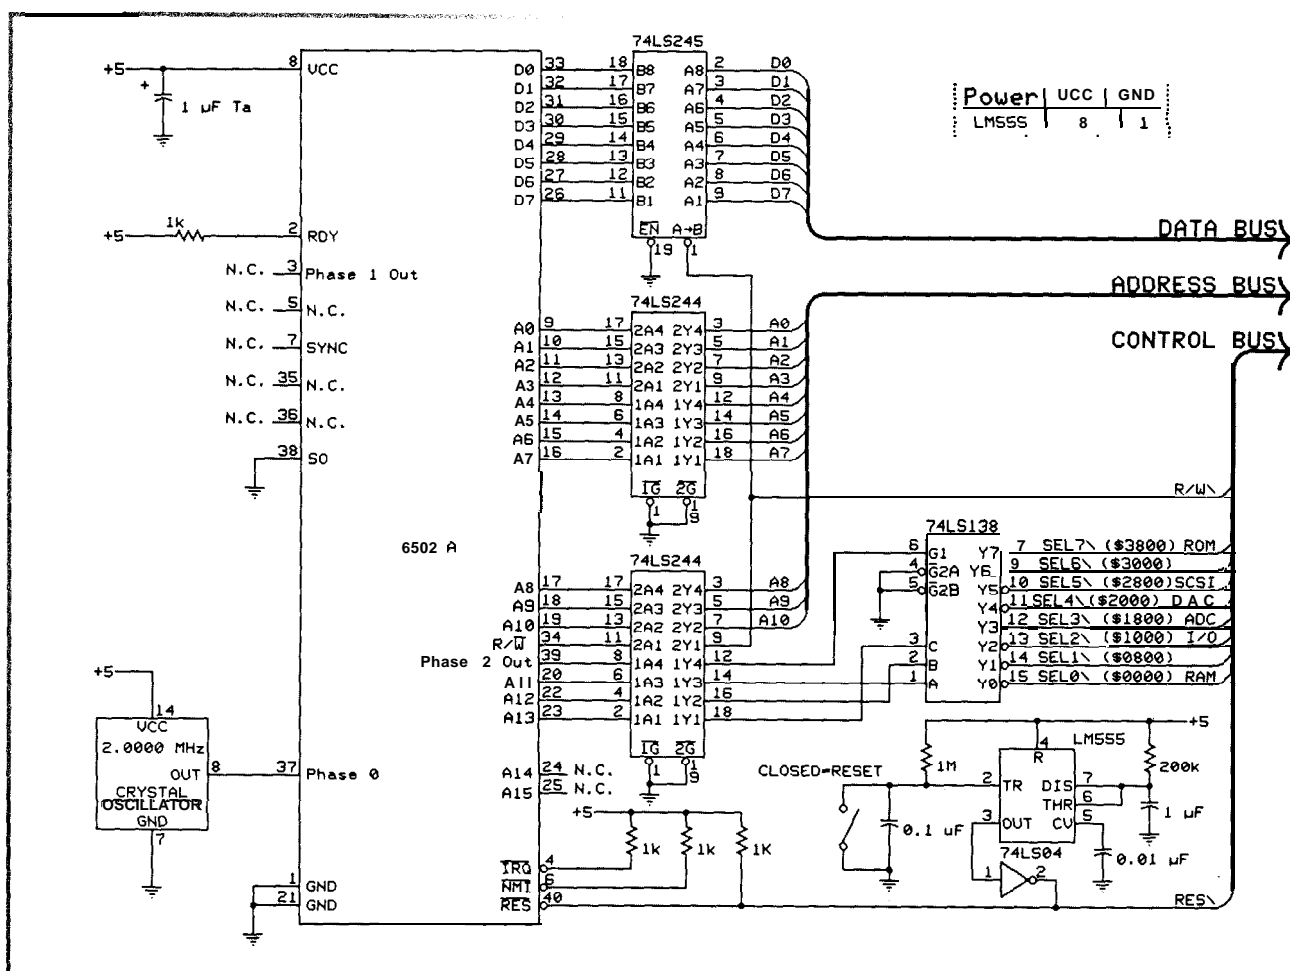 74LS245
+5 8 VCC
+ 1 µF Ta
D0 33 18 B8 A8 2 D0
D1 32 17 B7 A7 3 D1
D2 31 16 B6 A6 4 D2
D3 30 15 B5 A5 5 D3
D4 29 14 B4 A4 6 D4
D5 28 13 B3 A3 7 D5
D6 27 12 B2 A2 8 D6
D7 26 11 B1 A1 9 D7
EN A→B
19 1
Power VCC GND
LM555 8 1
DATA BUS\
ADDRESS BUS\
CONTROL BUS\
+5 1k 2 RDY
N.C. 3 Phase 1 Out
N.C. 5 N.C.
N.C. 7 SYNC
N.C. 35 N.C.
N.C. 36 N.C.
38 SO
74LS244
A0 9 17 2A4 2Y4 3 A0
A1 10 15 2A3 2Y3 5 A1
A2 11 13 2A2 2Y2 7 A2
A3 12 11 2A1 2Y1 9 A3
A4 13 8 1A4 1Y4 12 A4
A5 14 6 1A3 1Y3 14 A5
A6 15 4 1A2 1Y2 16 A6
A7 16 2 1A1 1Y1 18 A7
1G 2G
1 19
R/W\
6502 A
74LS244
A8 17 17 2A4 2Y4 3 A8
A9 18 15 2A3 2Y3 5 A9
A10 19 13 2A2 2Y2 7 A10
R/W 34 11 2A1 2Y1 9
Phase 2 Out 39 8 1A4 1Y4 12
A11 20 6 1A3 1Y3 14
A12 22 4 1A2 1Y2 16
A13 23 2 1A1 1Y1 18
1G 2G
1 19
A14 24 N.C.
A15 25 N.C.
74LS138
6 G1 Y7 7 SEL7\ ($3800) ROM
4 G2A Y6 9 SEL6\ ($3000)
5 G2B Y5 10 SEL5\ ($2800)SCSI
Y4 11 SEL4\ ($2000) DAC
Y3 12 SEL3\ ($1800) ADC
3 C Y2 13 SEL2\ ($1000) I/O
2 B Y1 14 SEL1\ ($0800)
1 A Y0 15 SEL0\ ($0000) RAM
+5
14
VCC
2.0000 MHz
OUT 8 37 Phase 0
CRYSTAL
OSCILLATOR
GND
7
1 GND
21 GND
+5
1k 1k 1K
IRQ 4
NMI 6
RES 40
+5
4 LM555
R
1M 200k
CLOSED=RESET
2 TR DIS 7
THR 6
3 OUT CV 5
0.1 uF 1 µF
0.01 µF
74LS04
1 2
RES\